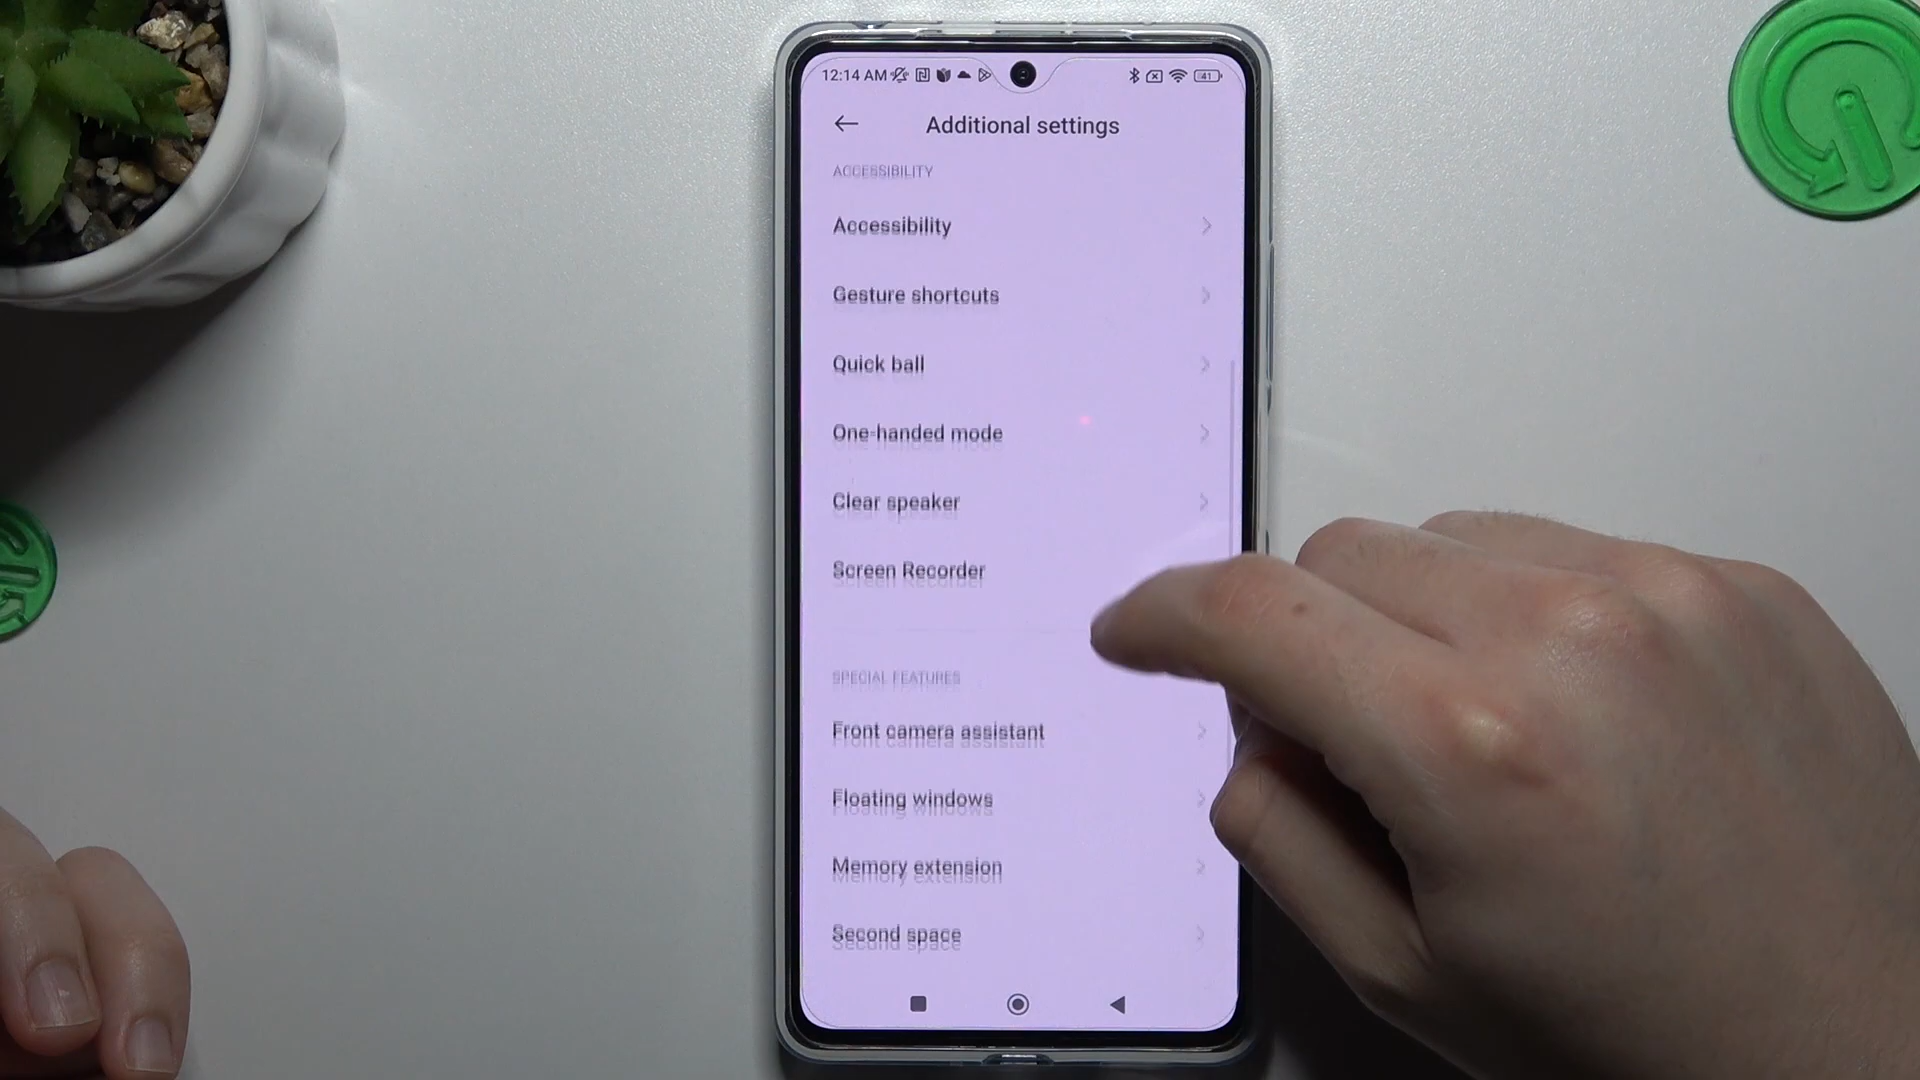 12:14 AM
41
Additional settings
ACCESSIBILITY
Accessibility
Gesture shortcuts
Quick ball
One-handed mode
Clear speaker
Screen Recorder
SPECIAL FEATURES
Front camera assistant
Floating windows
Memory extension
Second space